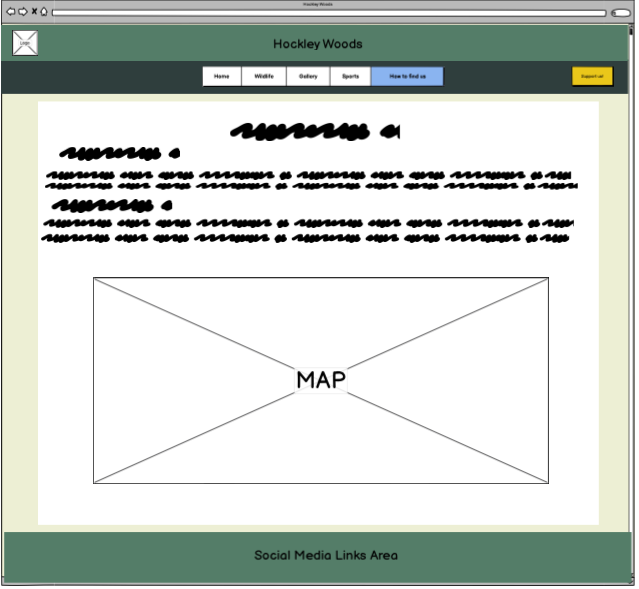 Hockley Woods
Logo
Hockley Woods
Home
Wildlife
Gallery
Sports
How to find us
Support us!
MAP
Social Media Links Area